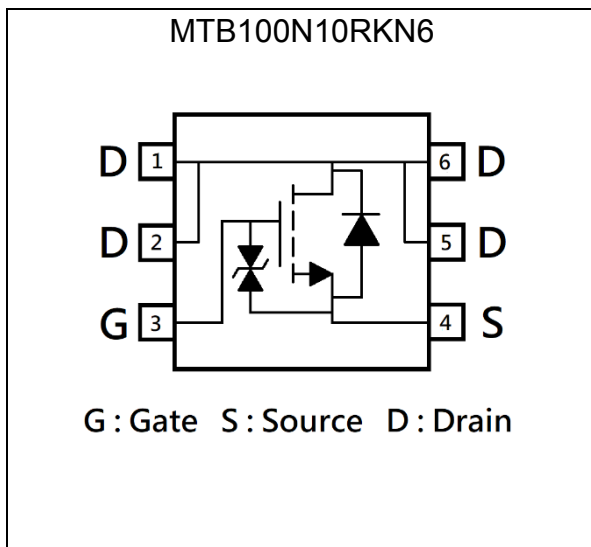 MTB100N10RKN6
D 1 6 D
D 2 5 D
G 3 4 S
G : Gate S : Source D : Drain